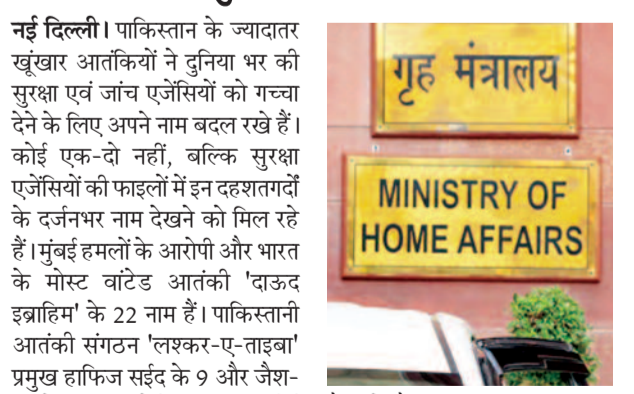 नई दिल्ली। पाकिस्तान के ज्यादातर
खूंखार आतंकियों ने दुनिया भर की
सुरक्षा एवं जांच एजेंसियों को गच्चा
देने के लिए अपने नाम बदल रखे हैं।
कोई एक-दो नहीं, बल्कि सुरक्षा
एजेंसियों की फाइलों में इन दहशतगर्दों
के दर्जनभर नाम देखने को मिल रहे
हैं। मुंबई हमलों के आरोपी और भारत
के मोस्ट वांटेड आतंकी 'दाऊद
इब्राहिम' के 22 नाम हैं। पाकिस्तानी
आतंकी संगठन 'लश्कर-ए-ताइबा'
प्रमुख हाफिज सईद के 9 और जैश-
गृह मंत्रालय
MINISTRY OF
HOME AFFAIRS